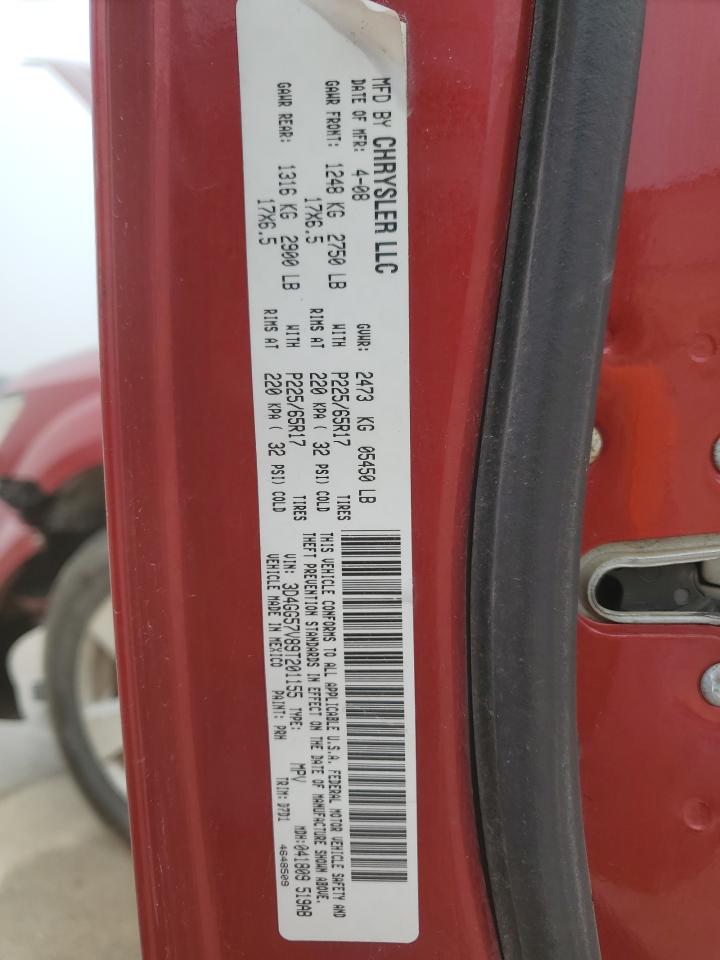 MFD BY CHRYSLER LLC
DATE OF MFR: 4-08 GVWR: 2473 KG 05450 LB
GAWR FRONT: 1248 KG 2750 LB WITH P225/65R17 TIRES
17X6.5 RIMS AT 220 KPA ( 32 PSI) COLD
GAWR REAR: 1316 KG 2900 LB WITH P225/65R17 TIRES
17X6.5 RIMS AT 220 KPA ( 32 PSI) COLD
THIS VEHICLE CONFORMS TO ALL APPLICABLE U.S.A. FEDERAL MOTOR VEHICLE SAFETY AND
THEFT PREVENTION STANDARDS IN EFFECT ON THE DATE OF MANUFACTURE SHOWN ABOVE.
VIN: 3D4GG57V89T201155 TYPE: MPV MDH:041809 519AB
VEHICLE MADE IN MEXICO PAINT: PRH TRIM: D7D1 4648509